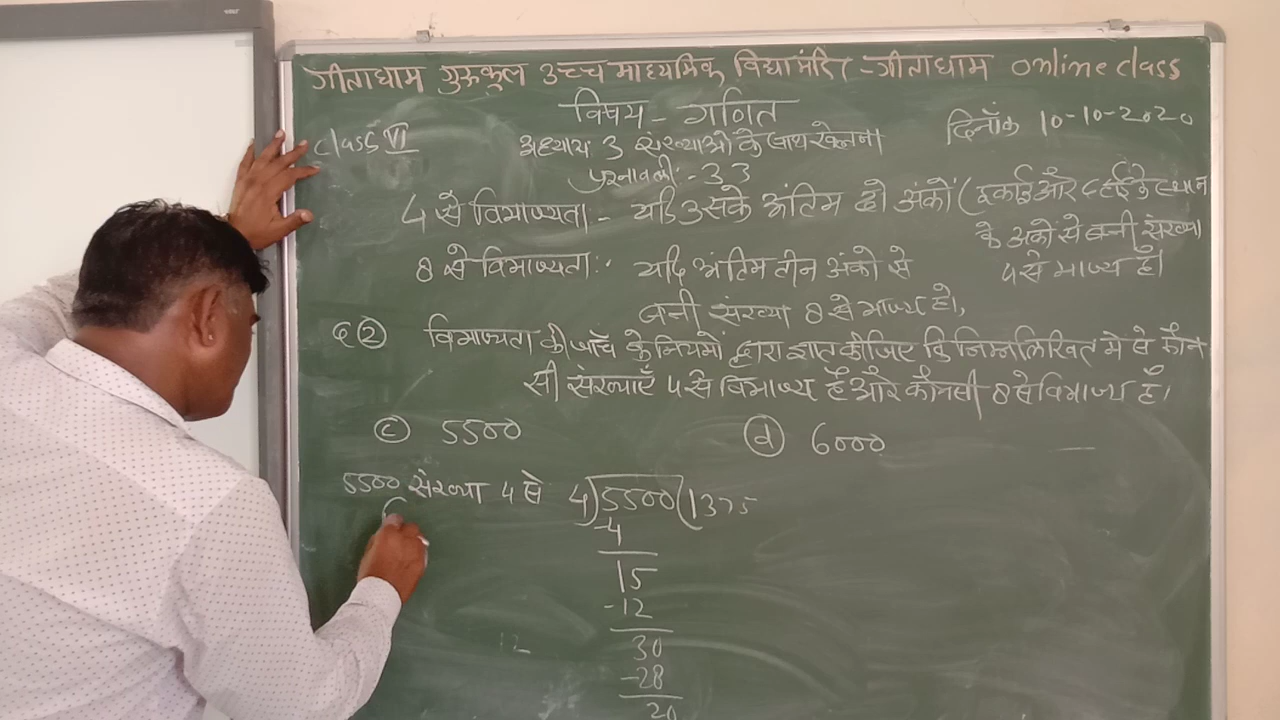 गीताधाम गुरुकुल उच्च माध्यमिक विद्या मंदिर - गीताधाम online class
विषय - गणित
दिनाँक 10-10-2020
class VI
अध्याय 3 संख्याओ के साथ खेलना
प्रश्नावली :- 3 3
4 से विभाज्यता - यदि उसके अंतिम दो अंकों (इकाई और दहाई के स्थान
के अंको से बनी संख्या
4 से भाज्य हो।
8 से विभाज्यता :- यदि अंतिम तीन अंको से
बनी संख्या 8 से भाज्य हो,
② विभाज्यता की जाँच के नियमों द्वारा ज्ञात कीजिए कि निम्नलिखित मे से कौन
सी संख्याएँ 4 से विभाज्य हैं और कौनसी 8 से विभाज्य है।
ⓒ 5500 ⓓ 6000
5500 संख्या 4 से 4)5500(1375
-4
15
-12
30
-28
20
12